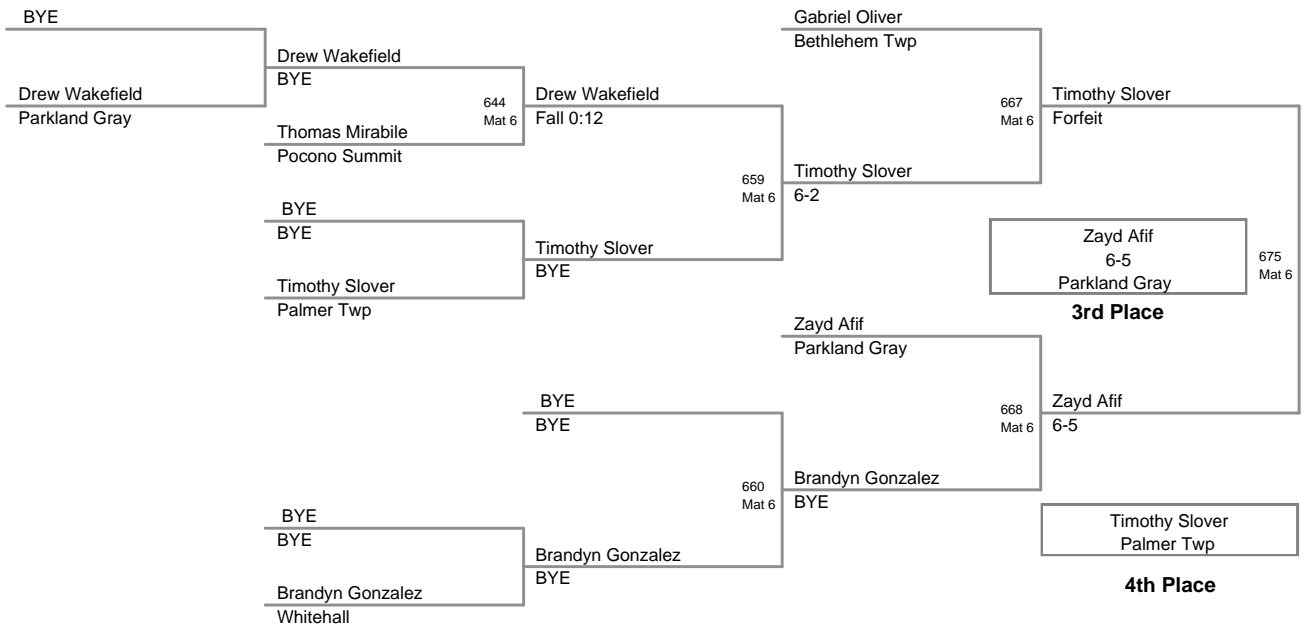 BYE
Drew Wakefield
Parkland Gray
Drew Wakefield
BYE
Thomas Mirabile
Pocono Summit
BYE
BYE
Timothy Slover
Palmer Twp
644
Mat 6
Drew Wakefield
Fall 0:12
Timothy Slover
BYE
659
Mat 6
Gabriel Oliver
Bethlehem Twp
Timothy Slover
6-2
667
Mat 6
Timothy Slover
Forfeit
Zayd Afif
6-5
Parkland Gray
3rd Place
675
Mat 6
Zayd Afif
Parkland Gray
BYE
BYE
BYE
BYE
Brandyn Gonzalez
Whitehall
Brandyn Gonzalez
BYE
660
Mat 6
Brandyn Gonzalez
BYE
668
Mat 6
Zayd Afif
6-5
Timothy Slover
Palmer Twp
4th Place